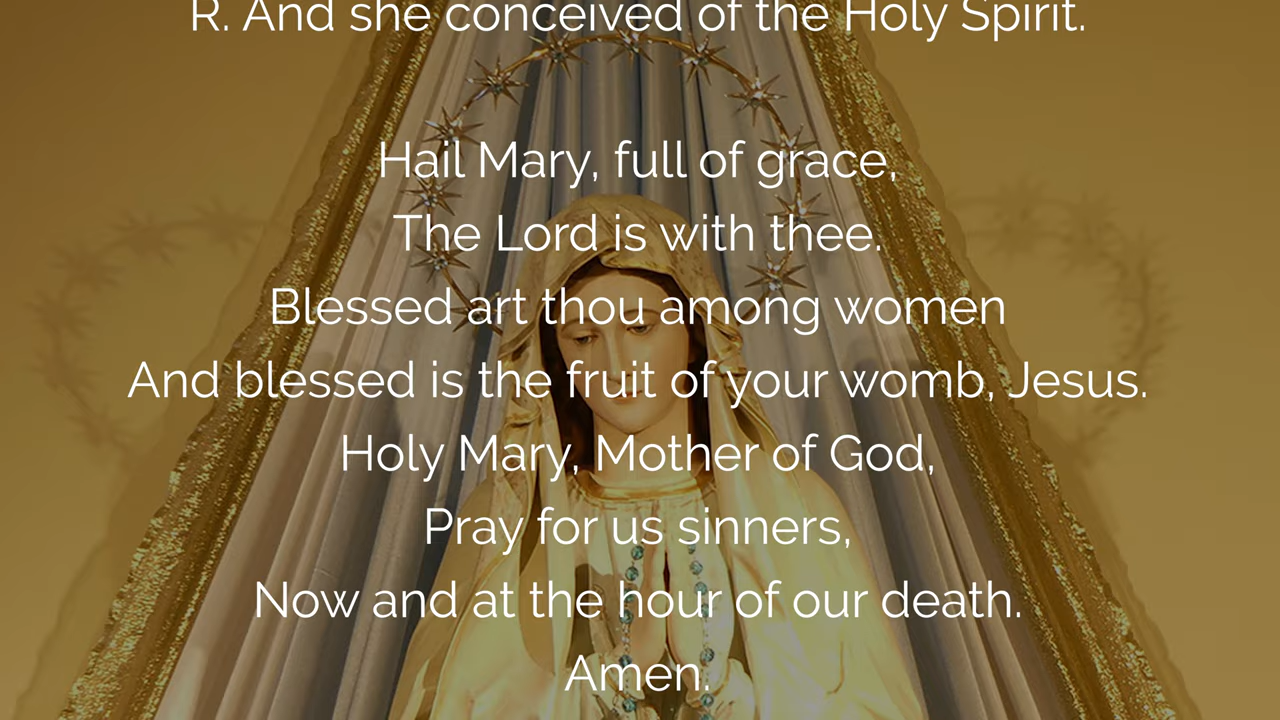 R. And she conceived of the Holy Spirit.
Hail Mary, full of grace,
The Lord is with thee.
Blessed art thou among women
And blessed is the fruit of your womb, Jesus.
Holy Mary, Mother of God,
Pray for us sinners,
Now and at the hour of our death.
Amen.